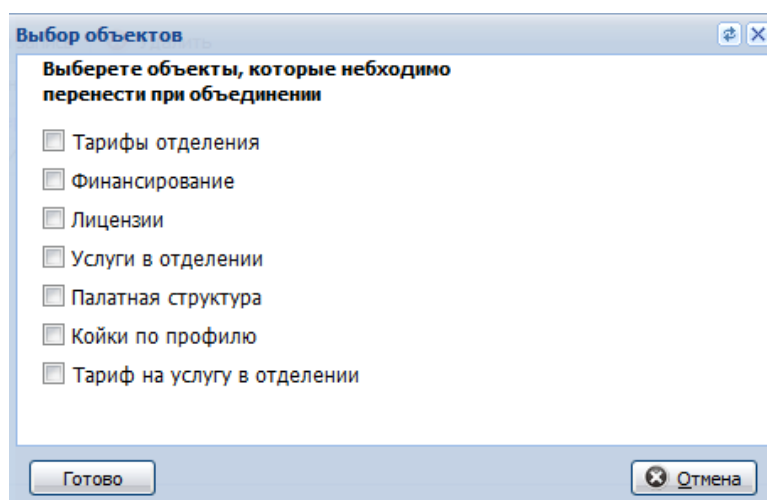 Выбор объектов
Выберете объекты, которые небходимо
перенести при объединении
Тарифы отделения
Финансирование
Лицензии
Услуги в отделении
Палатная структура
Койки по профилю
Тариф на услугу в отделении
Готово
Отмена